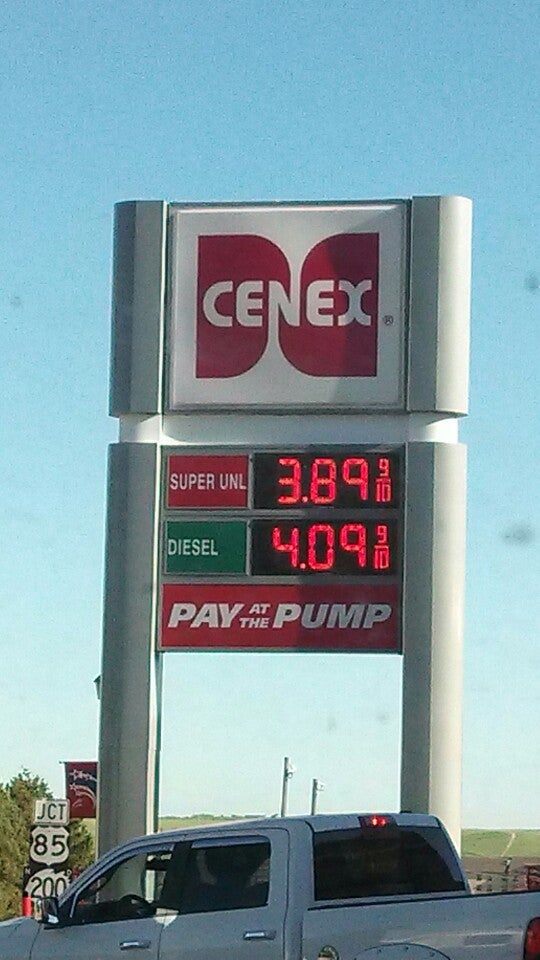 CENEX®
SUPER UNL 3.89 9/10
DIESEL 4.09 9/10
PAY AT THE PUMP
JCT
85
200